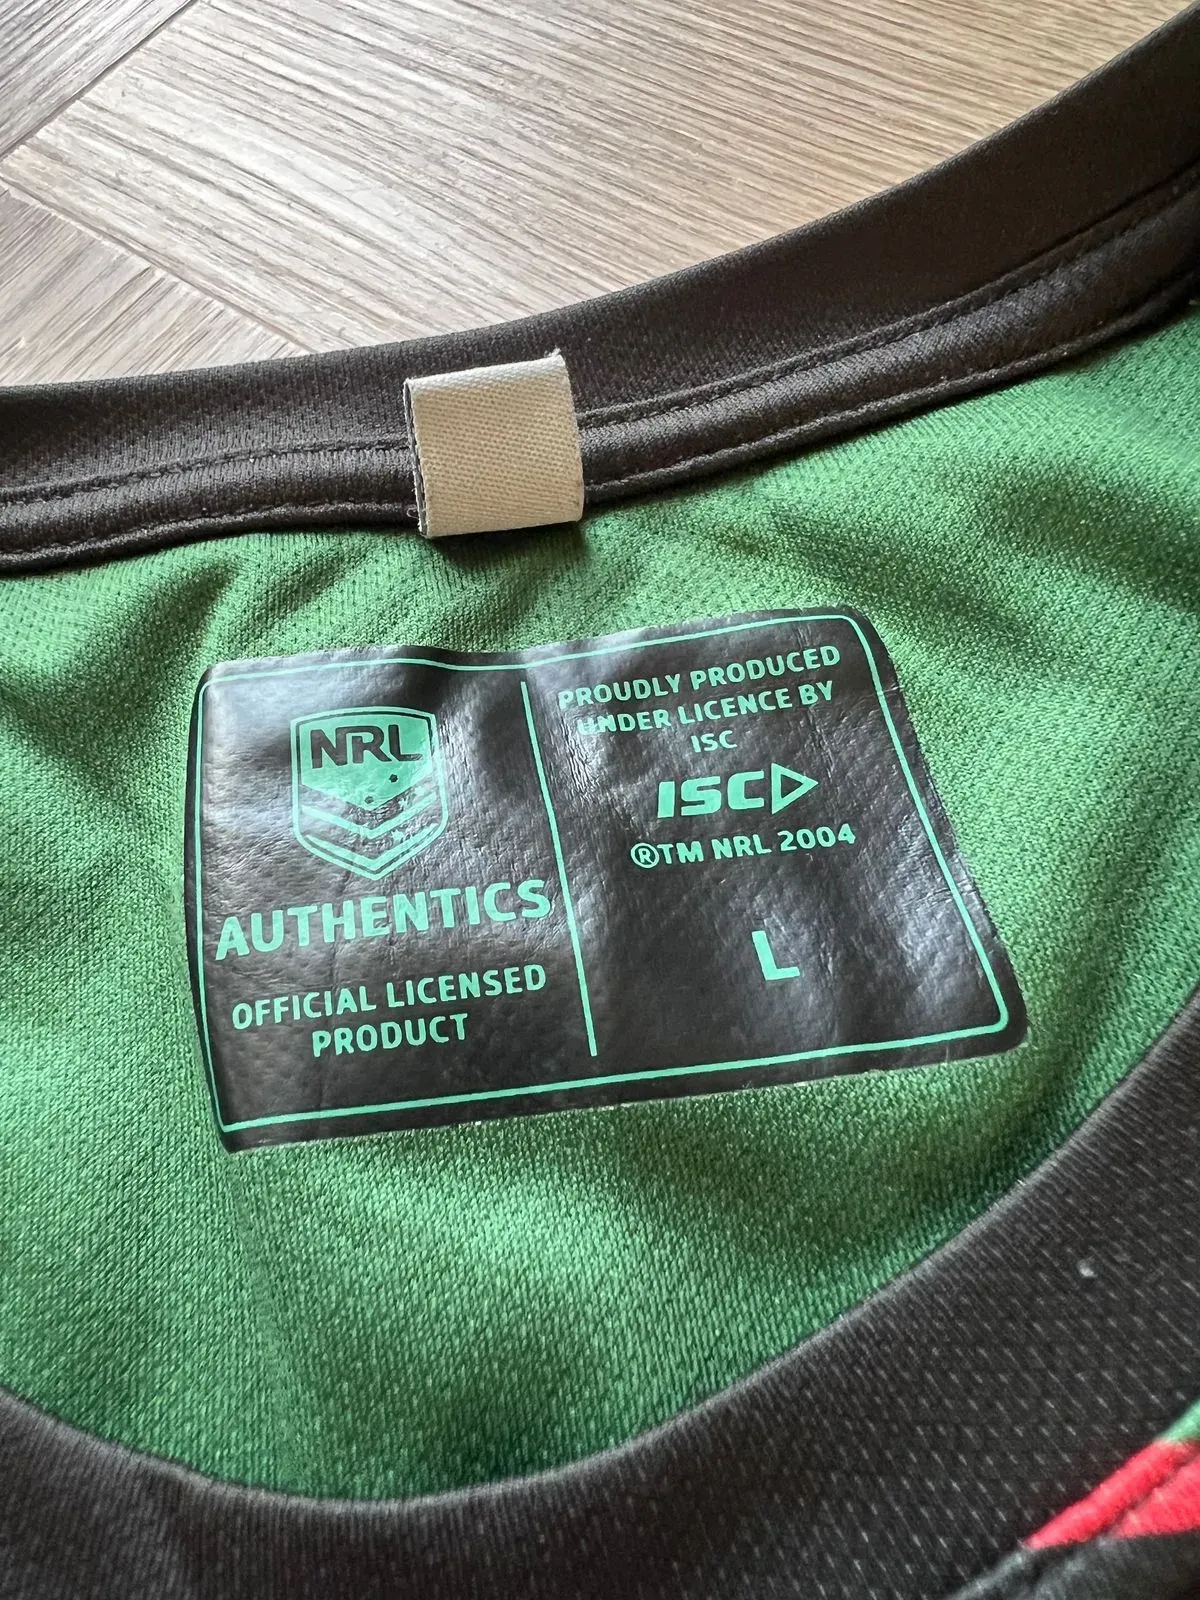 NRL
AUTHENTICS
OFFICIAL LICENSED
PRODUCT
PROUDLY PRODUCED
UNDER LICENCE BY
ISC
ISC
®TM NRL 2004
L